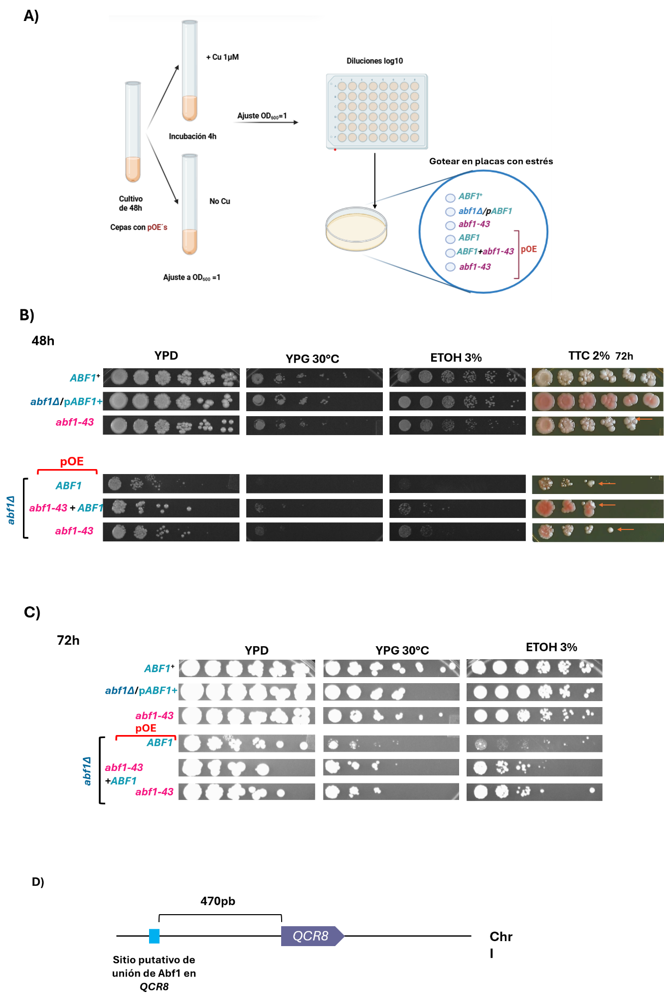 A)
+ Cu 1µM
Diluciones log10
Ajuste OD₆₀₀=1
Incubación 4h
Gotear en placas con estrés
Cultivo
de 48h
No Cu
Cepas con pOE´s
Ajuste a OD₆₀₀ =1
ABF1⁺
abf1Δ/pABF1
abf1-43
ABF1
ABF1+abf1-43
abf1-43
pOE
B)
48h
YPD
YPG 30°C
ETOH 3%
TTC 2% 72h
ABF1⁺
abf1Δ/pABF1+
abf1-43
pOE
abf1Δ
ABF1
abf1-43 + ABF1
abf1-43
C)
72h
YPD
YPG 30°C
ETOH 3%
ABF1⁺
abf1Δ/pABF1+
abf1-43
pOE
abf1Δ
ABF1
abf1-43
+ABF1
abf1-43
D)
470pb
QCR8
Chr
I
Sitio putativo de
unión de Abf1 en
QCR8